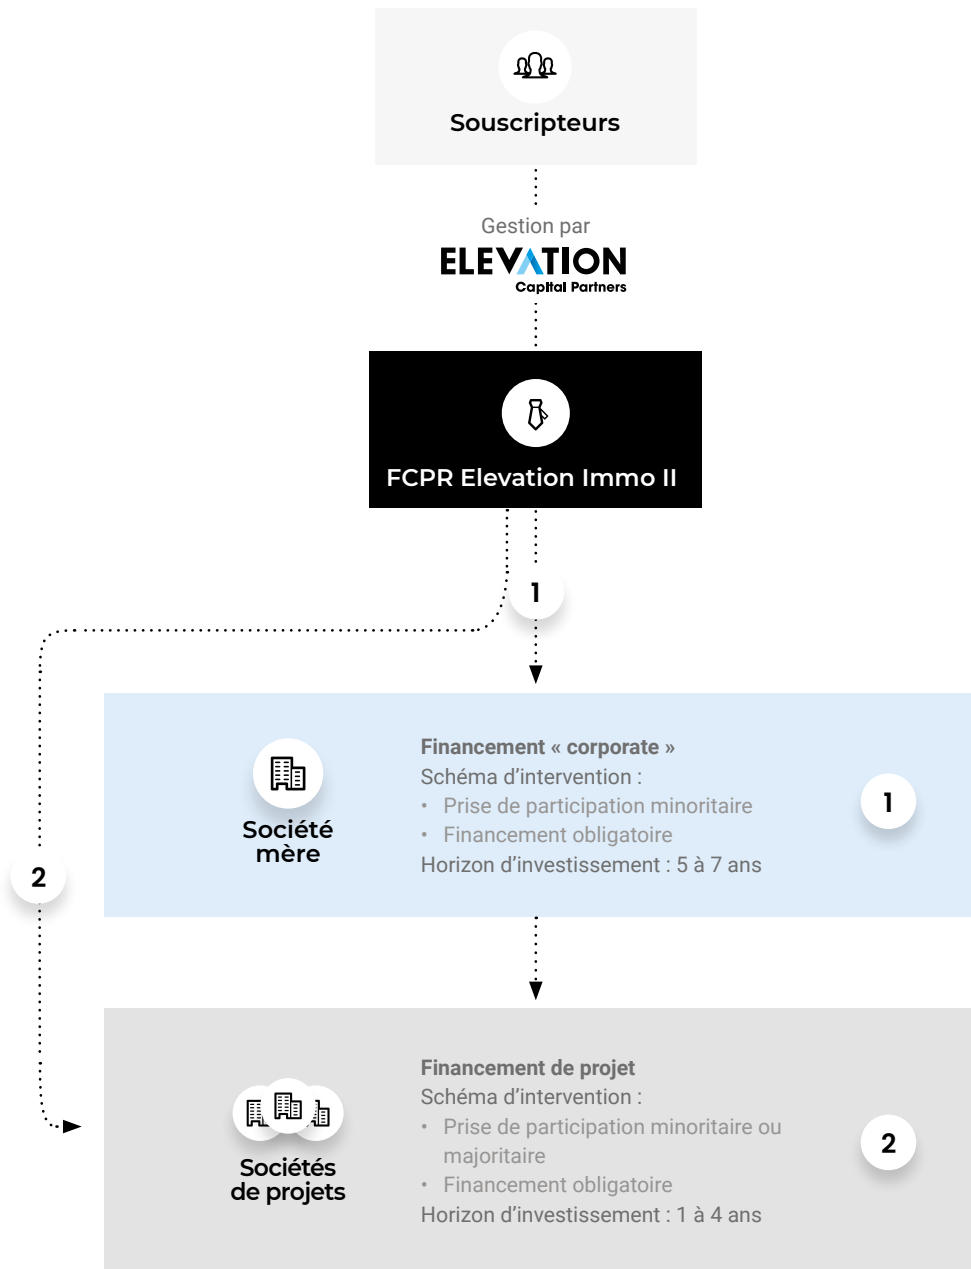 Souscripteurs
Gestion par
ELEVATION
Capital Partners
FCPR Elevation Immo II
1
Financement « corporate »
Schéma d’intervention :
• Prise de participation minoritaire
• Financement obligatoire
Horizon d’investissement : 5 à 7 ans
Société
mère
1
2
Financement de projet
Schéma d’intervention :
• Prise de participation minoritaire ou
majoritaire
• Financement obligatoire
Horizon d’investissement : 1 à 4 ans
Sociétés
de projets
2